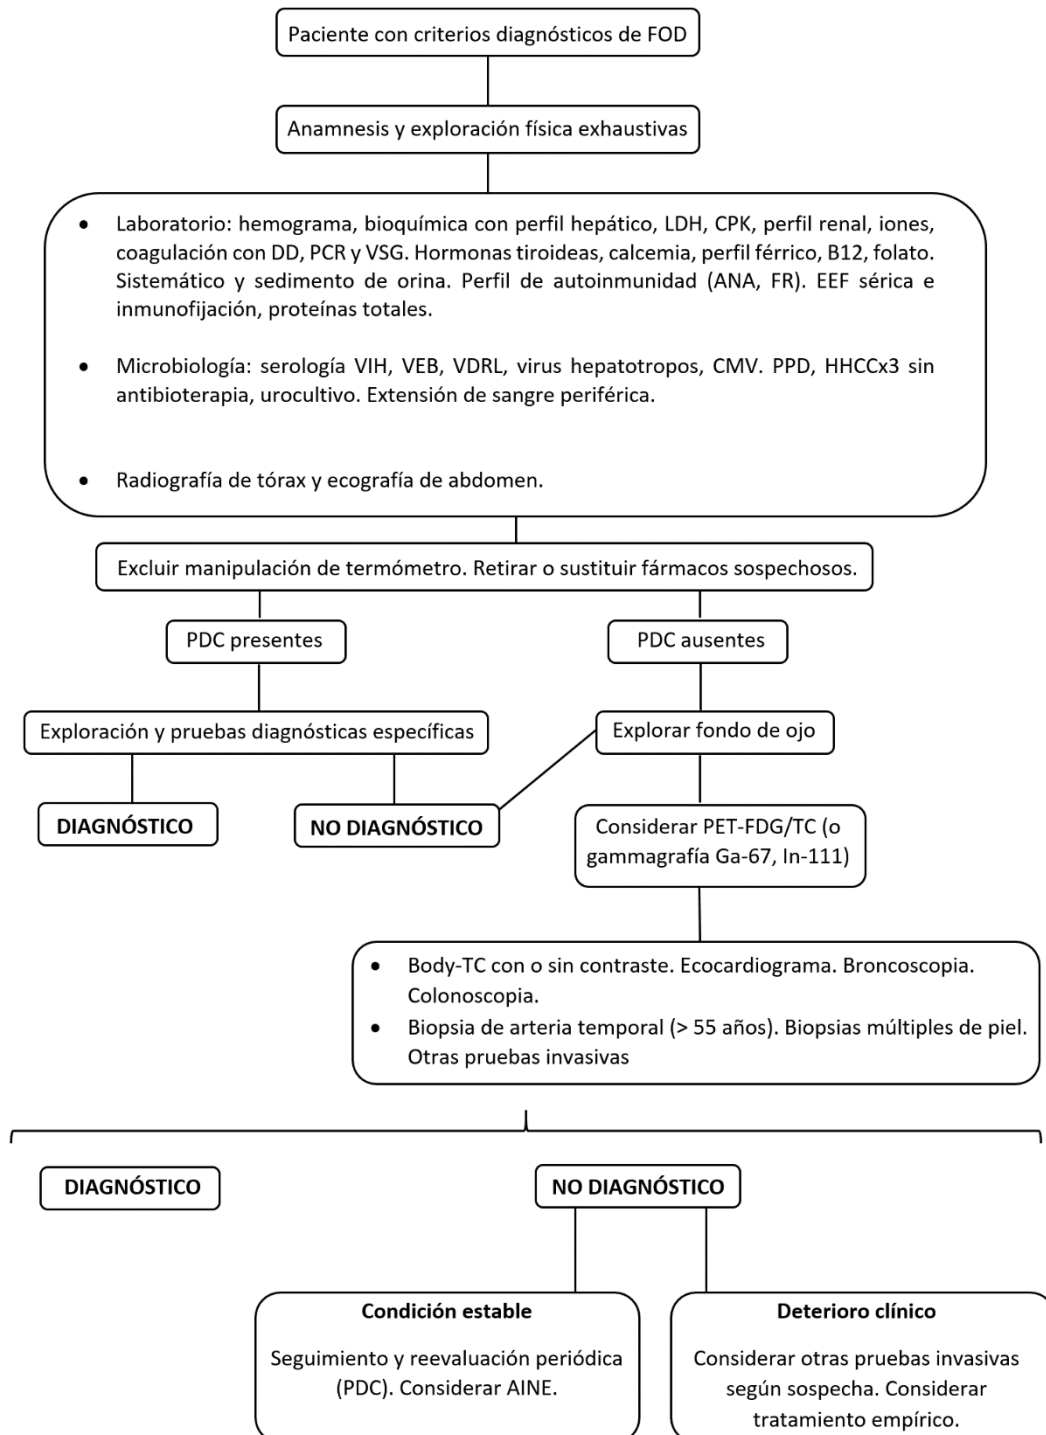 Paciente con criterios diagnósticos de FOD
Anamnesis y exploración física exhaustivas
• Laboratorio: hemograma, bioquímica con perfil hepático, LDH, CPK, perfil renal, iones,
coagulación con DD, PCR y VSG. Hormonas tiroideas, calcemia, perfil férrico, B12, folato.
Sistemático y sedimento de orina. Perfil de autoinmunidad (ANA, FR). EEF sérica e
inmunofijación, proteínas totales.
• Microbiología: serología VIH, VEB, VDRL, virus hepatotropos, CMV. PPD, HHCCx3 sin
antibioterapia, urocultivo. Extensión de sangre periférica.
• Radiografía de tórax y ecografía de abdomen.
Excluir manipulación de termómetro. Retirar o sustituir fármacos sospechosos.
PDC presentes
PDC ausentes
Exploración y pruebas diagnósticas específicas
Explorar fondo de ojo
DIAGNÓSTICO
NO DIAGNÓSTICO
Considerar PET-FDG/TC (o
gammagrafía Ga-67, In-111)
• Body-TC con o sin contraste. Ecocardiograma. Broncoscopia.
Colonoscopia.
• Biopsia de arteria temporal (> 55 años). Biopsias múltiples de piel.
Otras pruebas invasivas
DIAGNÓSTICO
NO DIAGNÓSTICO
Condición estable
Seguimiento y reevaluación periódica
(PDC). Considerar AINE.
Deterioro clínico
Considerar otras pruebas invasivas
según sospecha. Considerar
tratamiento empírico.